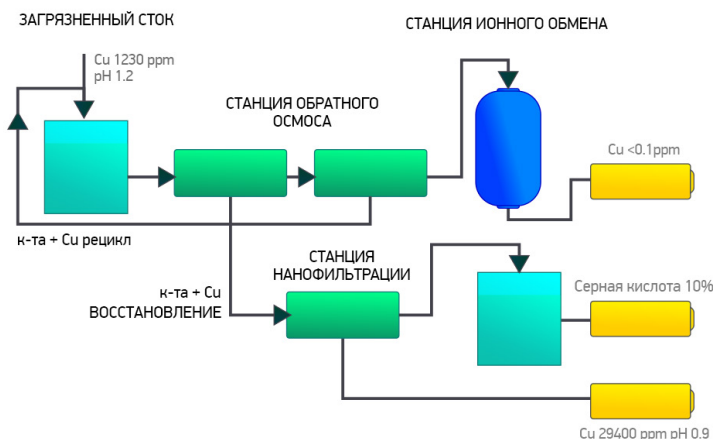 ЗАГРЯЗНЕННЫЙ СТОК
Cu 1230 ppm
pH 1.2
СТАНЦИЯ ИОННОГО ОБМЕНА
СТАНЦИЯ ОБРАТНОГО
ОСМОСА
Cu <0.1ppm
к-та + Cu рецикл
СТАНЦИЯ
НАНОФИЛЬТРАЦИИ
к-та + Cu
ВОССТАНОВЛЕНИЕ
Серная кислота 10%
Cu 29400 ppm pH 0.9